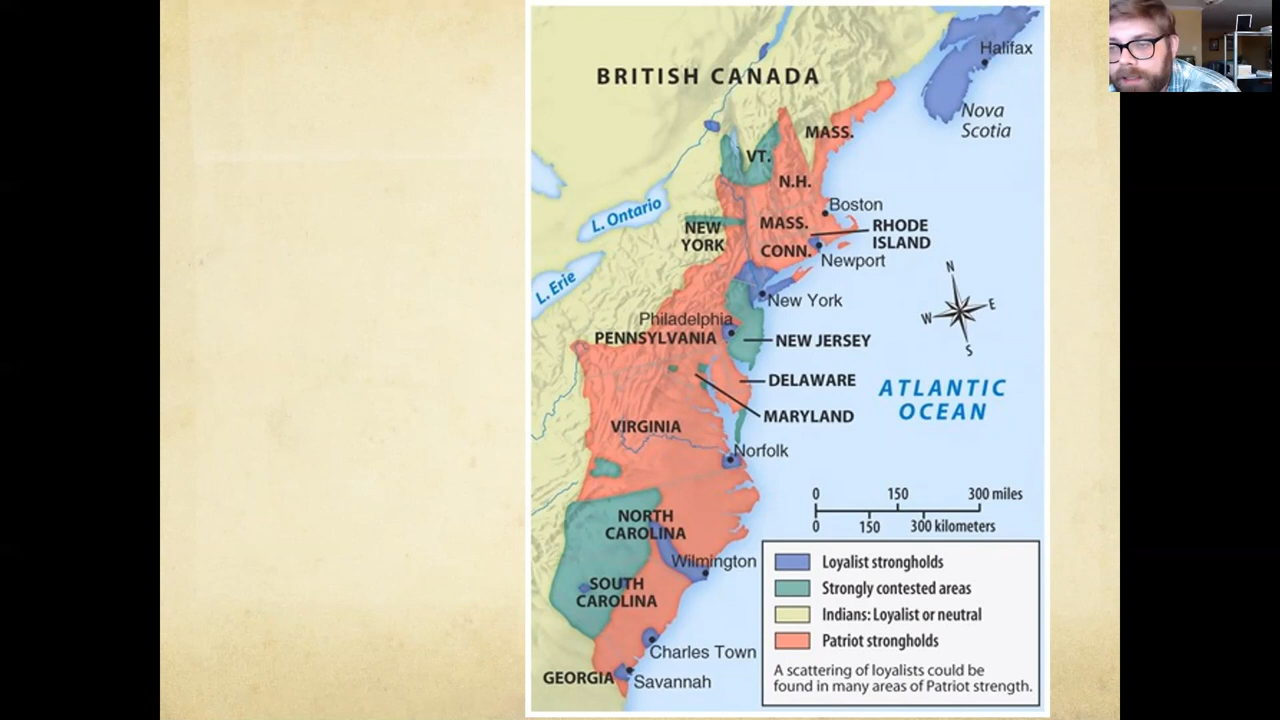 Halifax
BRITISH CANADA
Nova
Scotia
MASS.
VT.
N.H.
Boston
L. Ontario
MASS.
RHODE
ISLAND
NEW
YORK
CONN.
Newport
L. Erie
N
W
E
S
New York
Philadelphia
PENNSYLVANIA
NEW JERSEY
DELAWARE
ATLANTIC
OCEAN
MARYLAND
VIRGINIA
Norfolk
0 150 300 miles
0 150 300 kilometers
NORTH
CAROLINA
Wilmington
SOUTH
CAROLINA
Charles Town
GEORGIA
Savannah
Loyalist strongholds
Strongly contested areas
Indians: Loyalist or neutral
Patriot strongholds
A scattering of loyalists could be
found in many areas of Patriot strength.